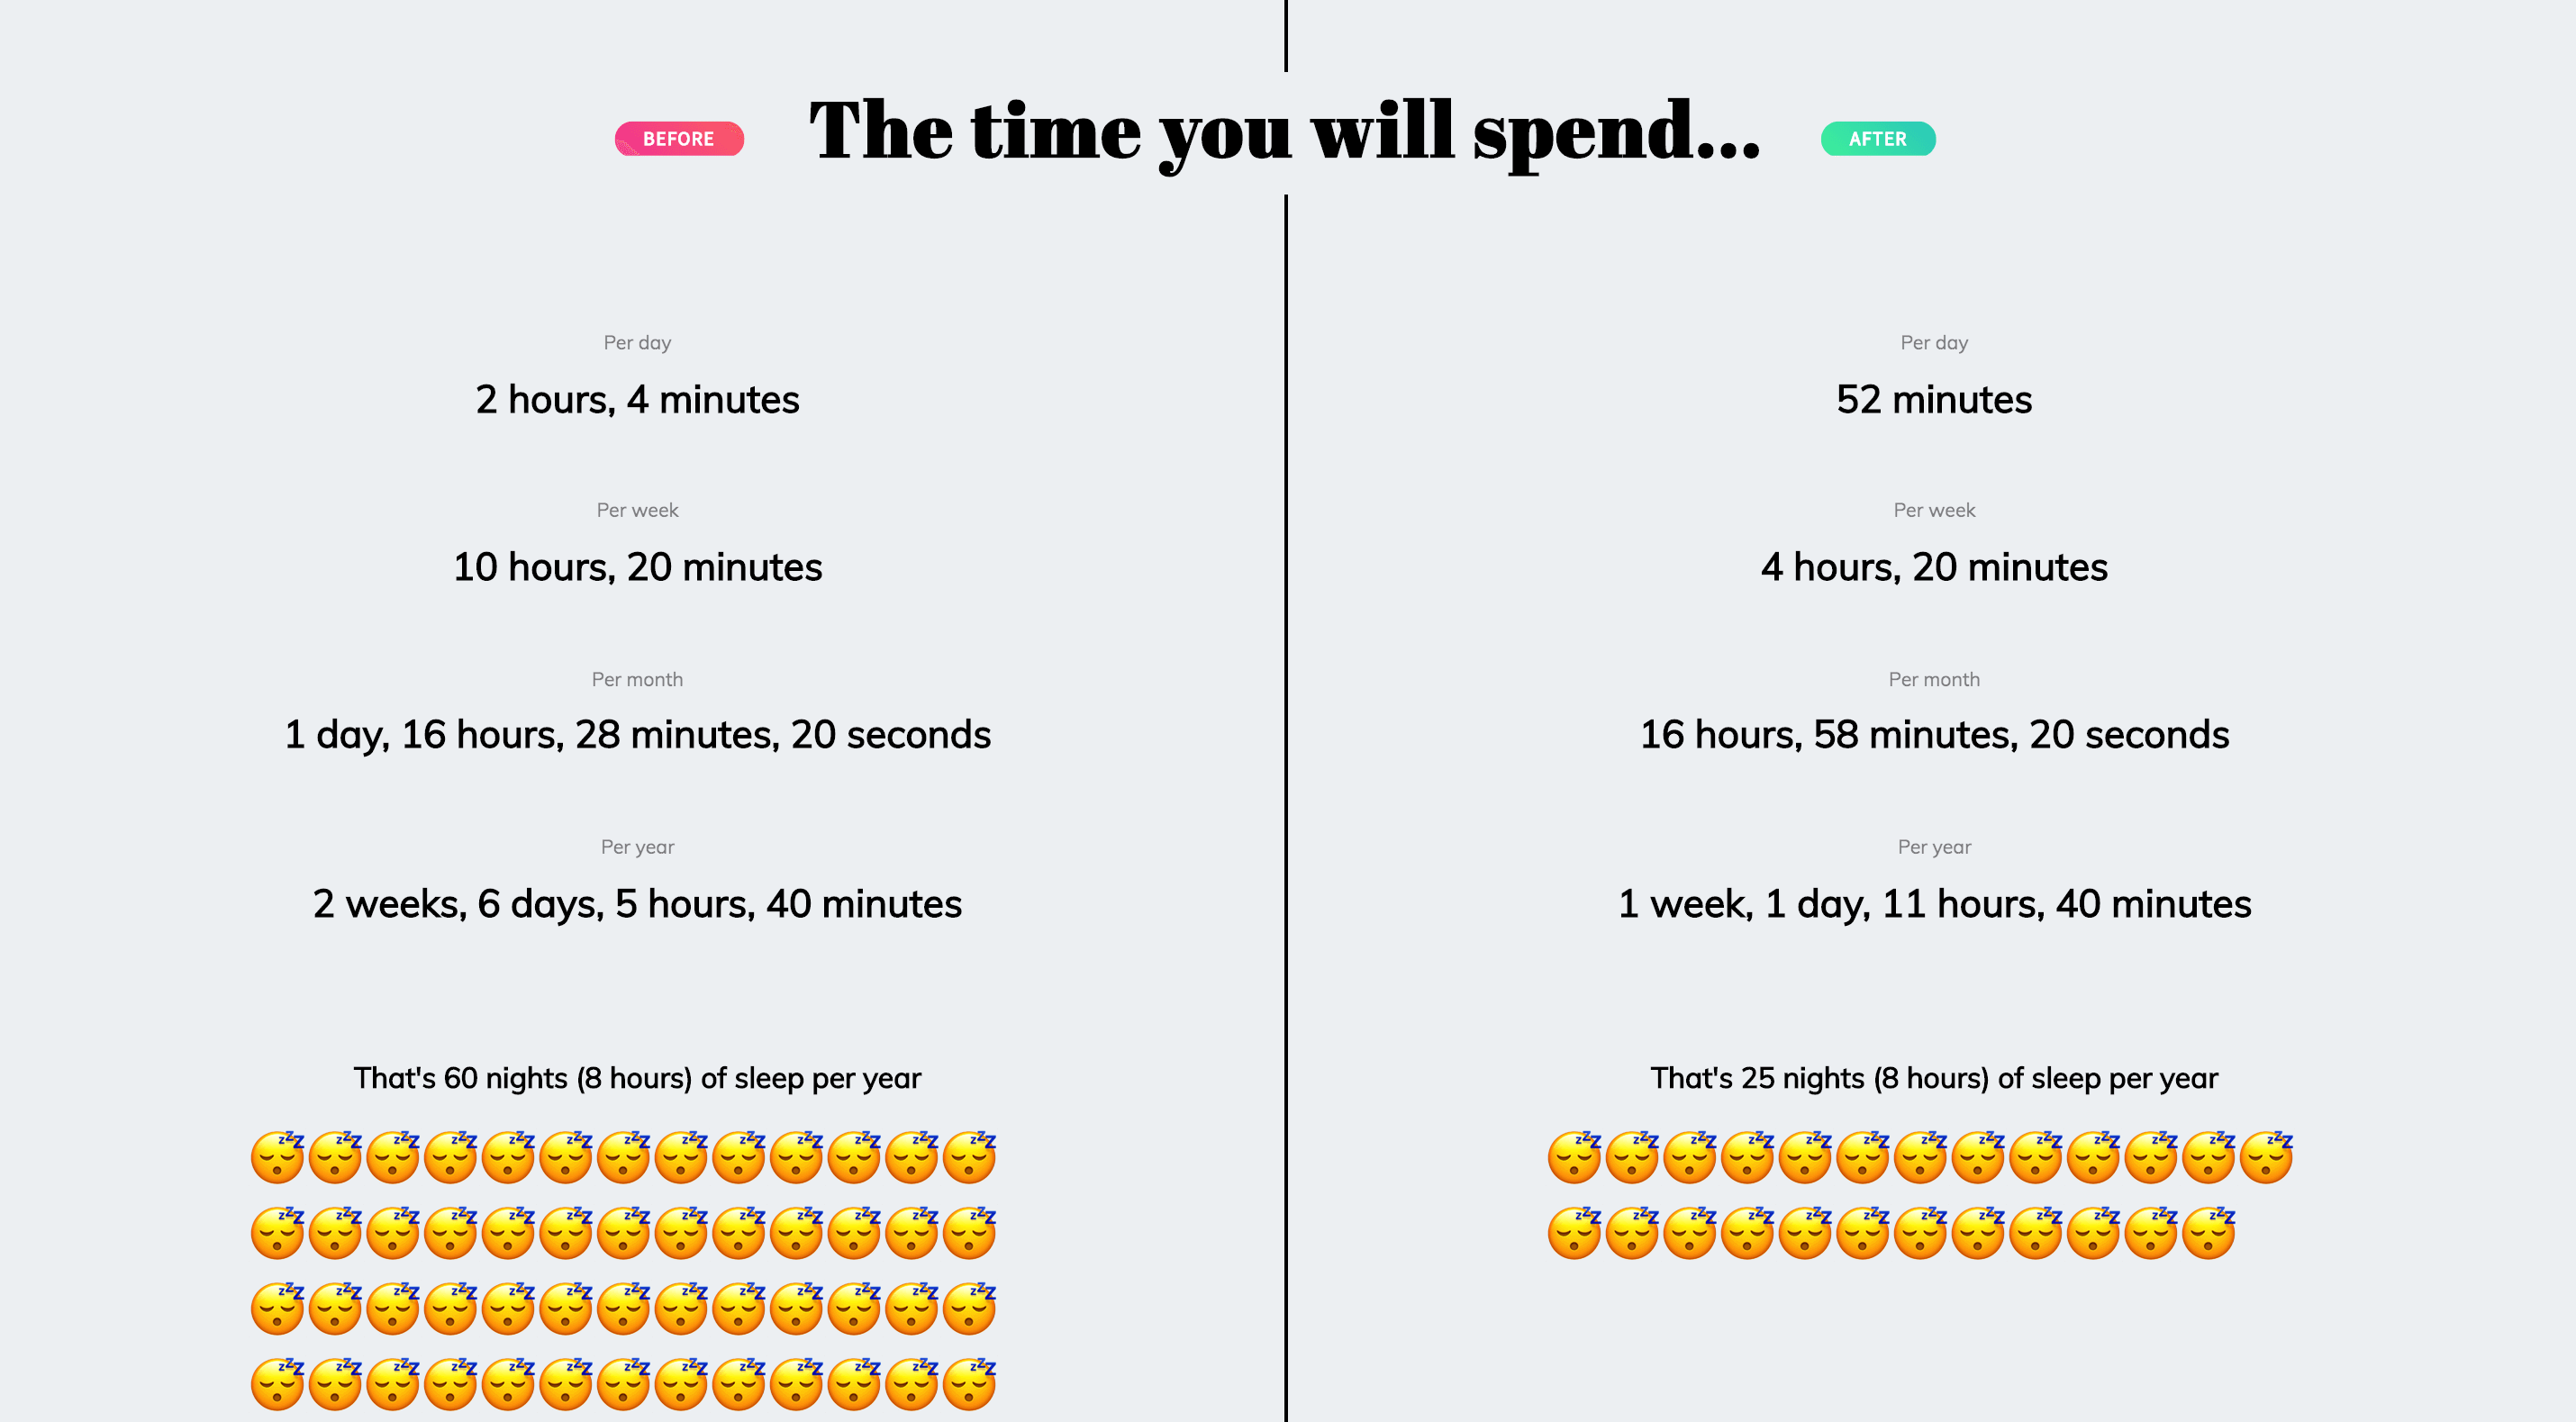 BEFORE
The time you will spend...
AFTER
Per day
2 hours, 4 minutes
Per week
10 hours, 20 minutes
Per month
1 day, 16 hours, 28 minutes, 20 seconds
Per year
2 weeks, 6 days, 5 hours, 40 minutes
That's 60 nights (8 hours) of sleep per year
Per day
52 minutes
Per week
4 hours, 20 minutes
Per month
16 hours, 58 minutes, 20 seconds
Per year
1 week, 1 day, 11 hours, 40 minutes
That's 25 nights (8 hours) of sleep per year